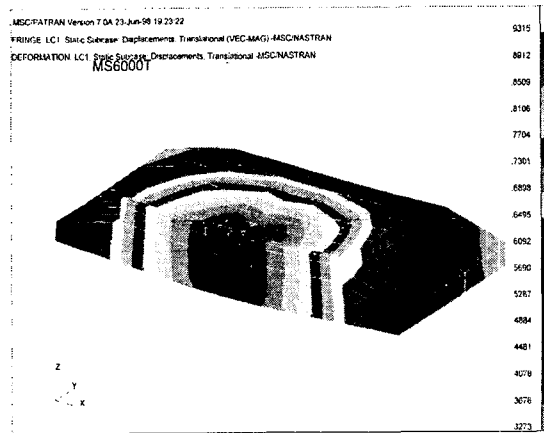 MSC/PATRAN Version 7.0A 23-Jun-98 19:23:22
FRINGE: LC1, Static Subcase: Displacements, Translational (VEC-MAG) -MSC/NASTRAN
DEFORMATION: LC1, Static Subcase: Displacements, Translational -MSC/NASTRAN
MS6000T
.9315
.8912
.8509
.8106
.7704
.7301
.6898
.6495
.6092
.5690
.5287
.4884
.4481
.4078
.3676
.3273
Z
Y
X